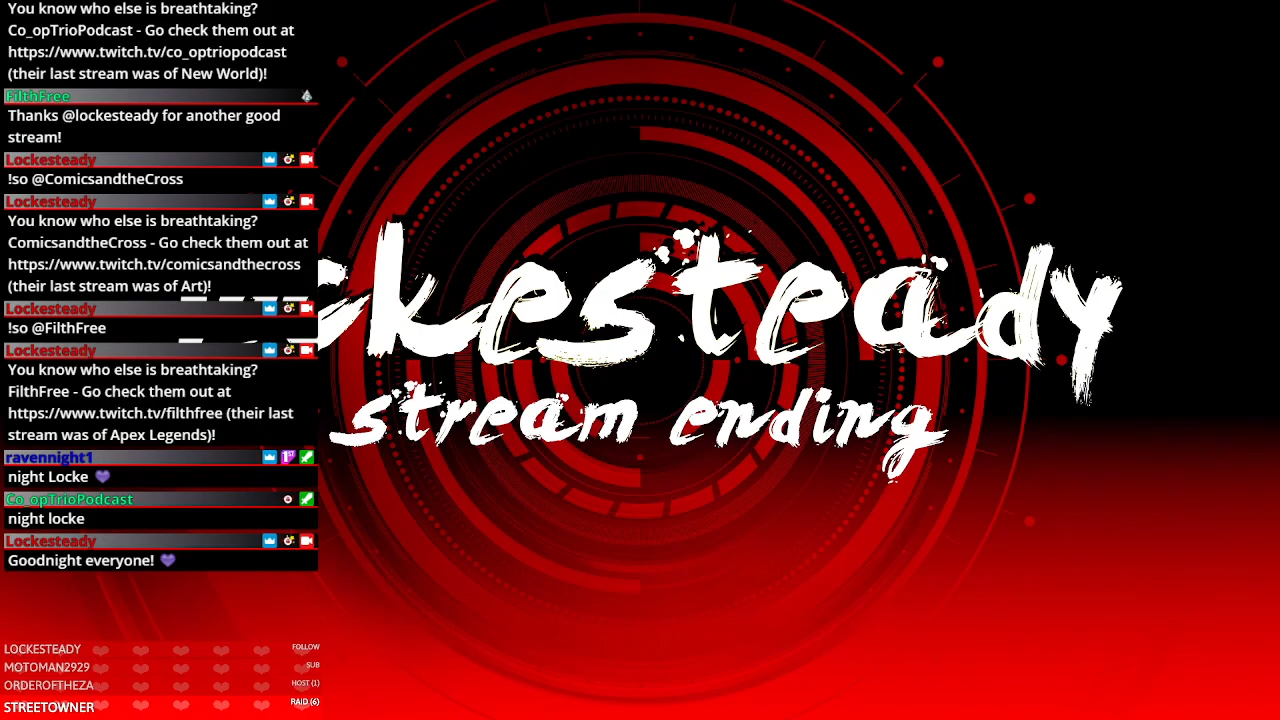 You know who else is breathtaking?
Co_opTrioPodcast - Go check them out at
https://www.twitch.tv/co_optriopodcast
(their last stream was of New World)!
FilthFree
Thanks @lockesteady for another good
stream!
Lockesteady
!so @ComicsandtheCross
Lockesteady
You know who else is breathtaking?
ComicsandtheCross - Go check them out at
https://www.twitch.tv/comicsandthecross
(their last stream was of Art)!
Lockesteady
!so @FilthFree
Lockesteady
You know who else is breathtaking?
FilthFree - Go check them out at
https://www.twitch.tv/filthfree (their last
stream was of Apex Legends)!
ravennight1
night Locke 💜
Co_opTrioPodcast
night locke
Lockesteady
Goodnight everyone! 💜
ckesteady
stream ending
LOCKESTEADY FOLLOW
MOTOMAN2929 SUB
ORDEROFTHEZA HOST (1)
STREETOWNER RAID (6)